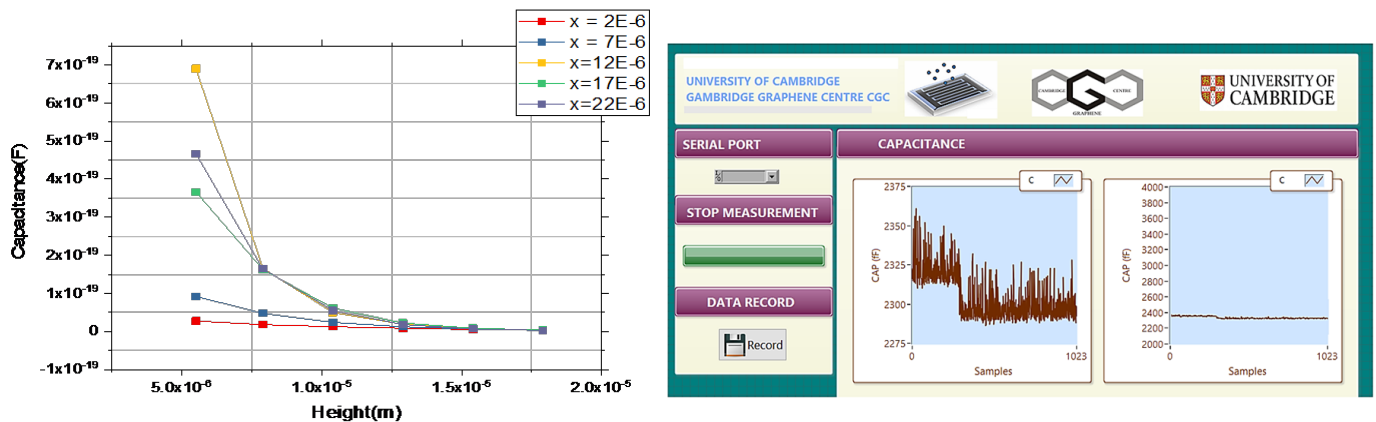 x = 2E-6
x = 7E-6
x=12E-6
x=17E-6
x=22E-6
7x10-19
6x10-19
5x10-19
4x10-19
3x10-19
2x10-19
1x10-19
0
-1x10-19
Capacitance(F)
5.0x10-6
1.0x10-5
1.5x10-5
2.0x10-5
Height(m)
UNIVERSITY OF CAMBRIDGE
GAMBRIDGE GRAPHENE CENTRE CGC
CAMBRIDGE
CENTRE
GRAPHENE
UNIVERSITY OF
CAMBRIDGE
SERIAL PORT
STOP MEASUREMENT
DATA RECORD
Record
CAPACITANCE
C
2375
2350
2325
2300
2275
CAP (fF)
0
1023
Samples
C
4000
3800
3600
3400
3200
3000
2800
2600
2400
2200
2000
CAP (fF)
0
1023
Samples